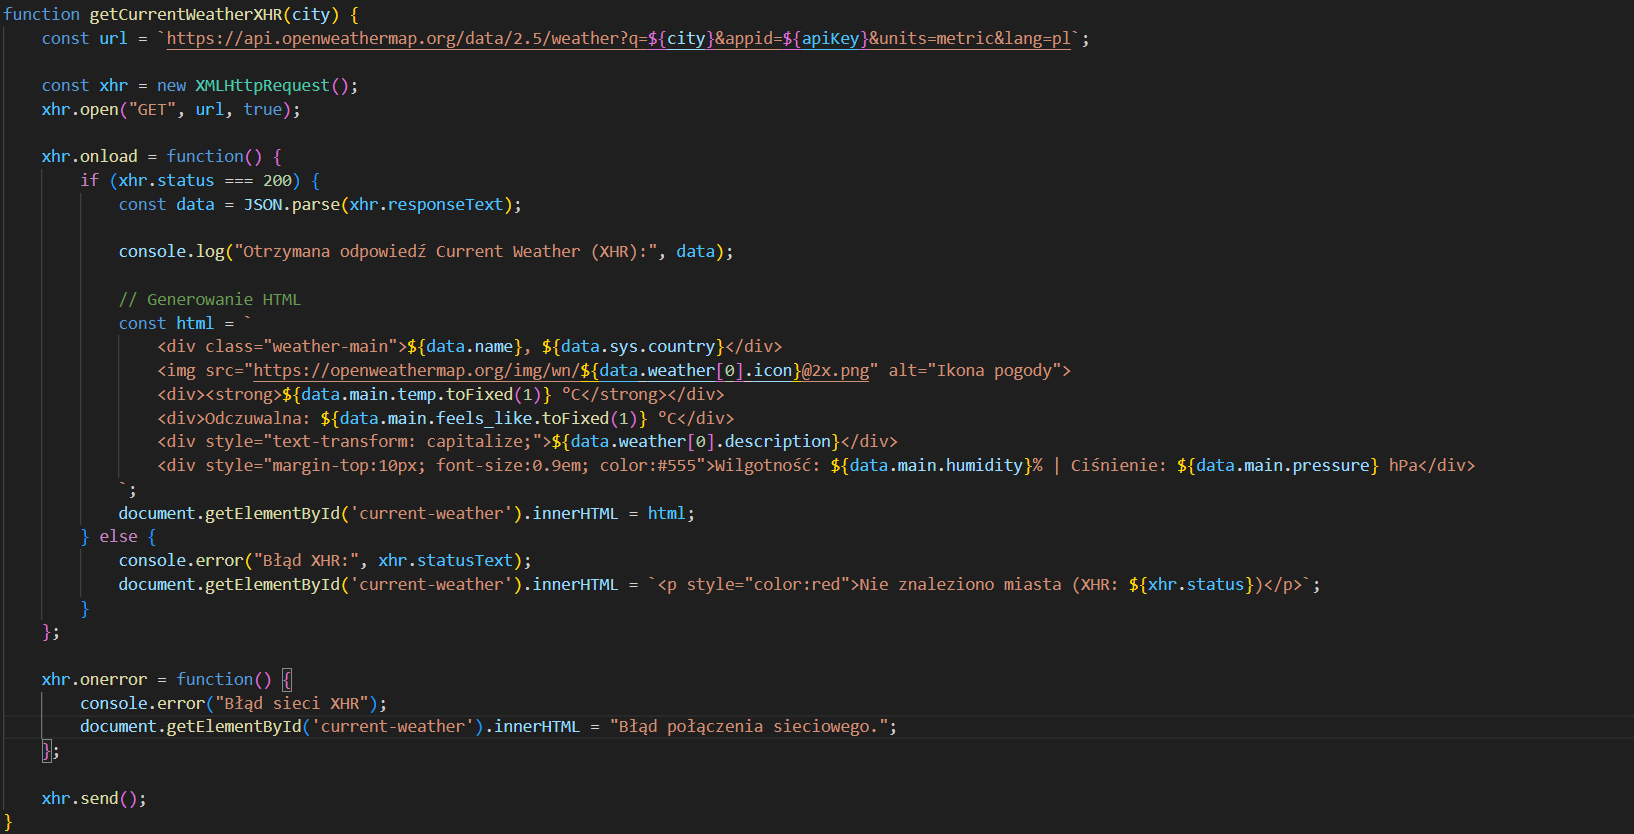 function getCurrentWeatherXHR(city) {
    const url = `https://api.openweathermap.org/data/2.5/weather?q=${city}&appid=${apiKey}&units=metric&lang=pl`;

    const xhr = new XMLHttpRequest();
    xhr.open("GET", url, true);

    xhr.onload = function() {
        if (xhr.status === 200) {
            const data = JSON.parse(xhr.responseText);

            console.log("Otrzymana odpowiedź Current Weather (XHR):", data);

            // Generowanie HTML
            const html = `
                <div class="weather-main">${data.name}, ${data.sys.country}</div>
                <img src="https://openweathermap.org/img/wn/${data.weather[0].icon}@2x.png" alt="Ikona pogody">
                <div><strong>${data.main.temp.toFixed(1)} °C</strong></div>
                <div>Odczuwalna: ${data.main.feels_like.toFixed(1)} °C</div>
                <div style="text-transform: capitalize;">${data.weather[0].description}</div>
                <div style="margin-top:10px; font-size:0.9em; color:#555">Wilgotność: ${data.main.humidity}% | Ciśnienie: ${data.main.pressure} hPa</div>
            `;
            document.getElementById('current-weather').innerHTML = html;
        } else {
            console.error("Błąd XHR:", xhr.statusText);
            document.getElementById('current-weather').innerHTML = `<p style="color:red">Nie znaleziono miasta (XHR: ${xhr.status})</p>`;
        }
    };

    xhr.onerror = function() {
        console.error("Błąd sieci XHR");
        document.getElementById('current-weather').innerHTML = "Błąd połączenia sieciowego.";
    };

    xhr.send();
}